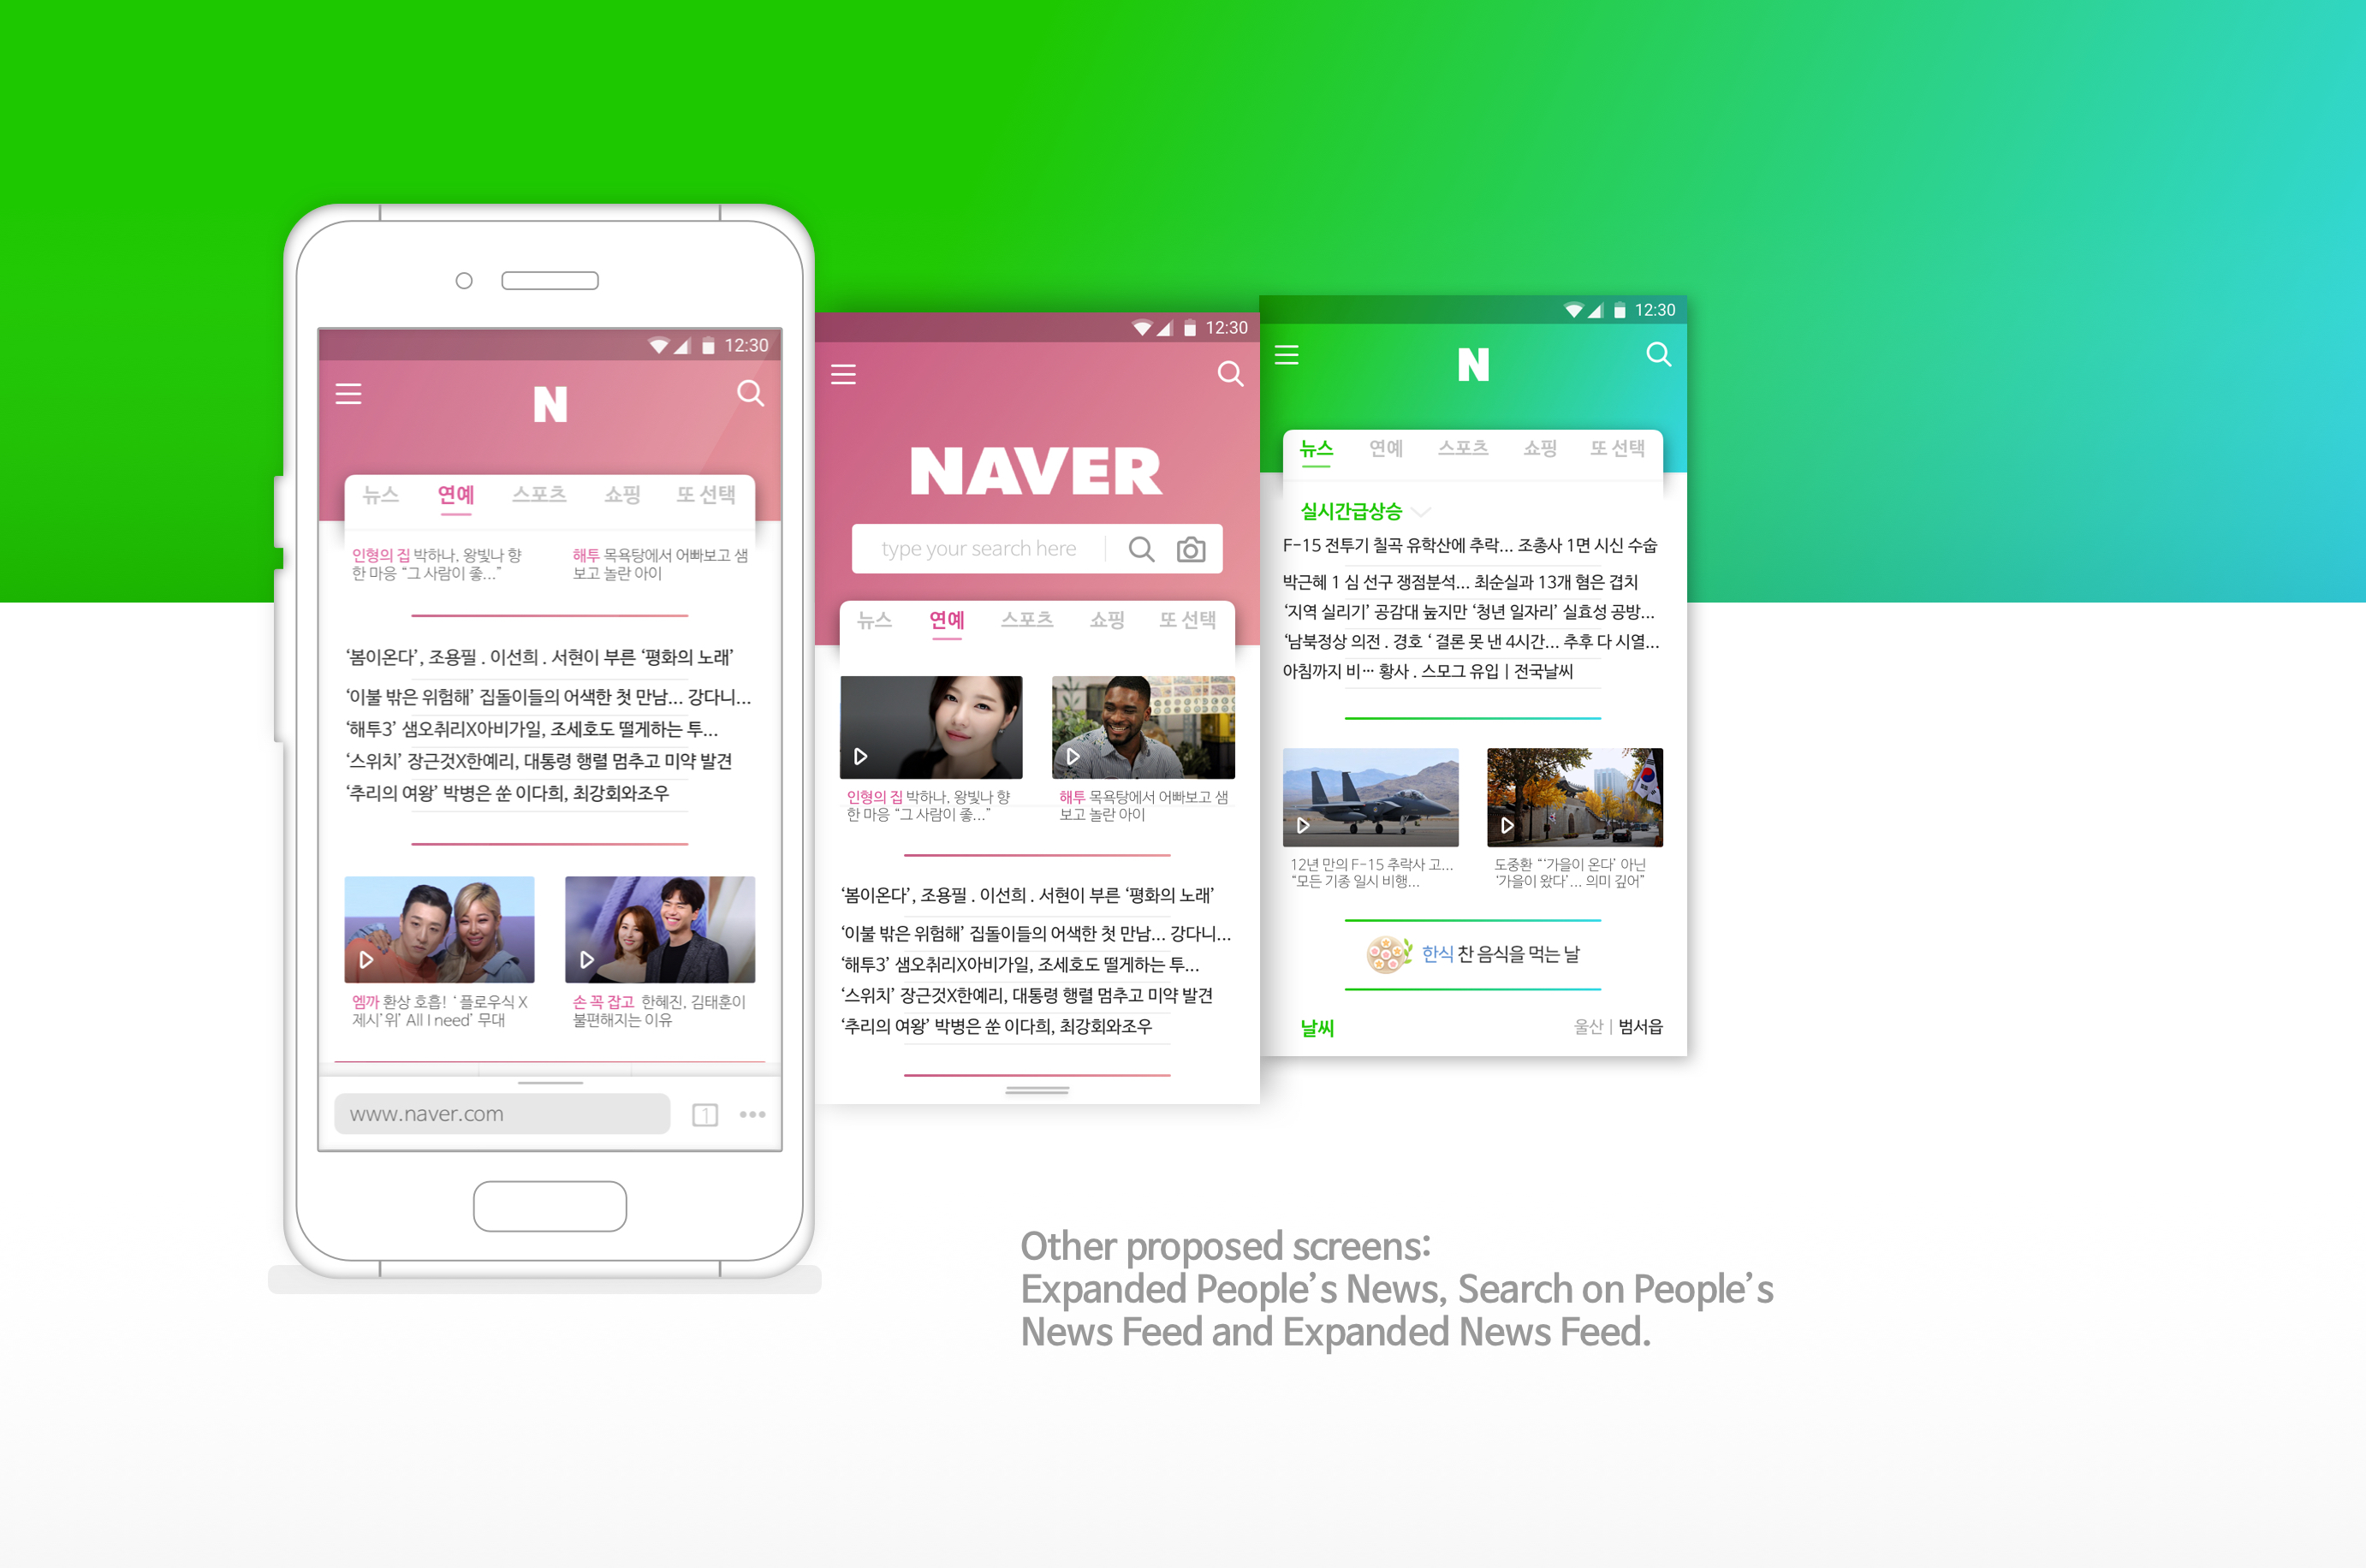 12:30
N
뉴스 연예 스포츠 쇼핑 또 선택
인형의 집 박하나, 왕빛나 향
한 마응 “그 사람이 좋...”
해투 목욕탕에서 어빠보고 샘
보고 놀란 아이
‘봄이온다’, 조용필 . 이선희 . 서현이 부른 ‘평화의 노래’
‘이불 밖은 위험해’ 집돌이들의 어색한 첫 만남... 강다니...
‘해투3’ 샘오취리X아비가일, 조세호도 떨게하는 투...
‘스위치’ 장근것X한예리, 대통령 행렬 멈추고 미약 발견
‘추리의 여왕’ 박병은 쏜 이다희, 최강회와조우
엠까 환상 호흡! ‘플로우식 X
제시’위’ All I need’ 무대
손 꼭 잡고 한혜진, 김태훈이
불편해지는 이유
www.naver.com
1
12:30
NAVER
type your search here
뉴스 연예 스포츠 쇼핑 또 선택
인형의 집 박하나, 왕빛나 향
한 마응 “그 사람이 좋...”
해투 목욕탕에서 어빠보고 샘
보고 놀란 아이
‘봄이온다’, 조용필 . 이선희 . 서현이 부른 ‘평화의 노래’
‘이불 밖은 위험해’ 집돌이들의 어색한 첫 만남... 강다니...
‘해투3’ 샘오취리X아비가일, 조세호도 떨게하는 투...
‘스위치’ 장근것X한예리, 대통령 행렬 멈추고 미약 발견
‘추리의 여왕’ 박병은 쏜 이다희, 최강회와조우
12:30
N
뉴스 연예 스포츠 쇼핑 또 선택
실시간급상승
F-15 전투기 칠곡 유학산에 추락... 조총사 1면 시신 수숩
박근혜 1 심 선구 쟁점분석... 최순실과 13개 혐은 겹치
‘지역 실리기’ 공감대 높지만 ‘청년 일자리’ 실효성 공방...
‘남북정상 의전 . 경호 ‘ 결론 못 낸 4시간... 추후 다 시열...
아침까지 비··· 황사 . 스모그 유입 | 전국날씨
12년 만의 F-15 추락사 고...
“모든 기종 일시 비행...
도중환 “‘가을이 온다’ 아닌
‘가을이 왔다’... 의미 깊어”
한식 찬 음식을 먹는 날
날씨
울산 | 범서읍
Other proposed screens:
Expanded People’s News, Search on People’s
News Feed and Expanded News Feed.